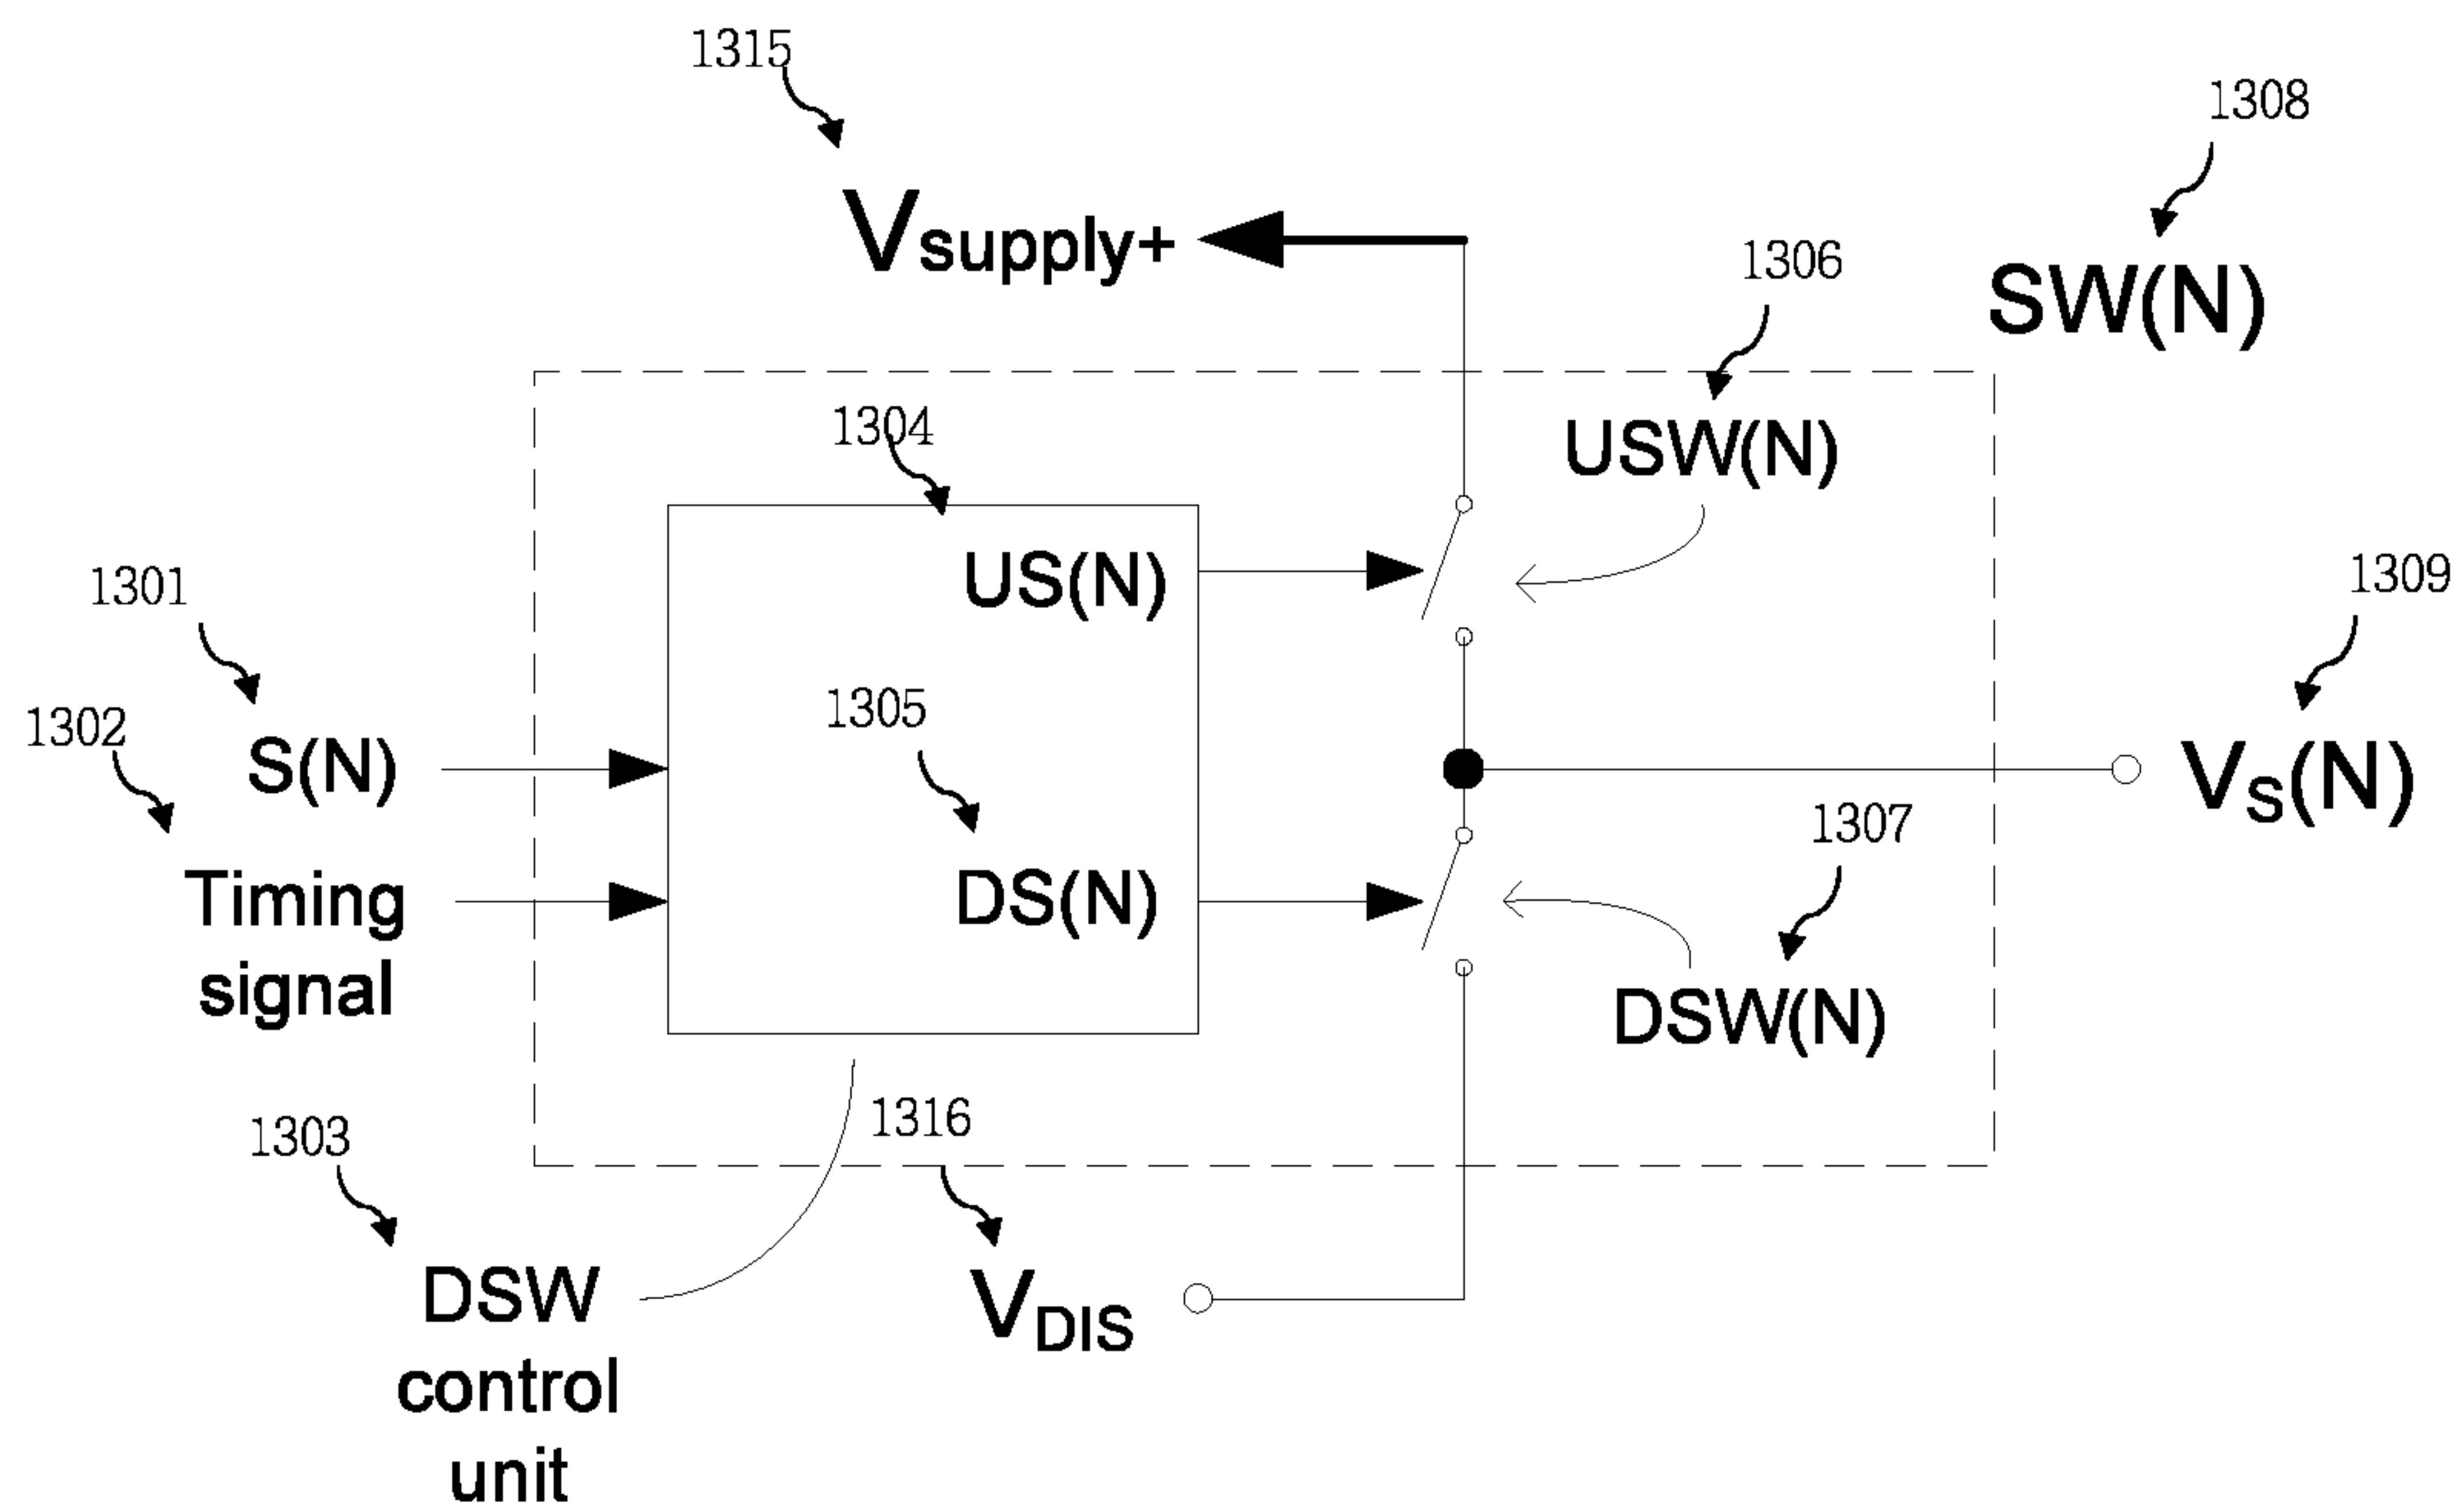 1315
1308
Vsupply+
1306
SW(N)
1304
USW(N)
1301
US(N)
1309
1302
1305
S(N)
VS(N)
1307
Timing
signal
DS(N)
DSW(N)
1303
1316
DSW
control
unit
VDIS